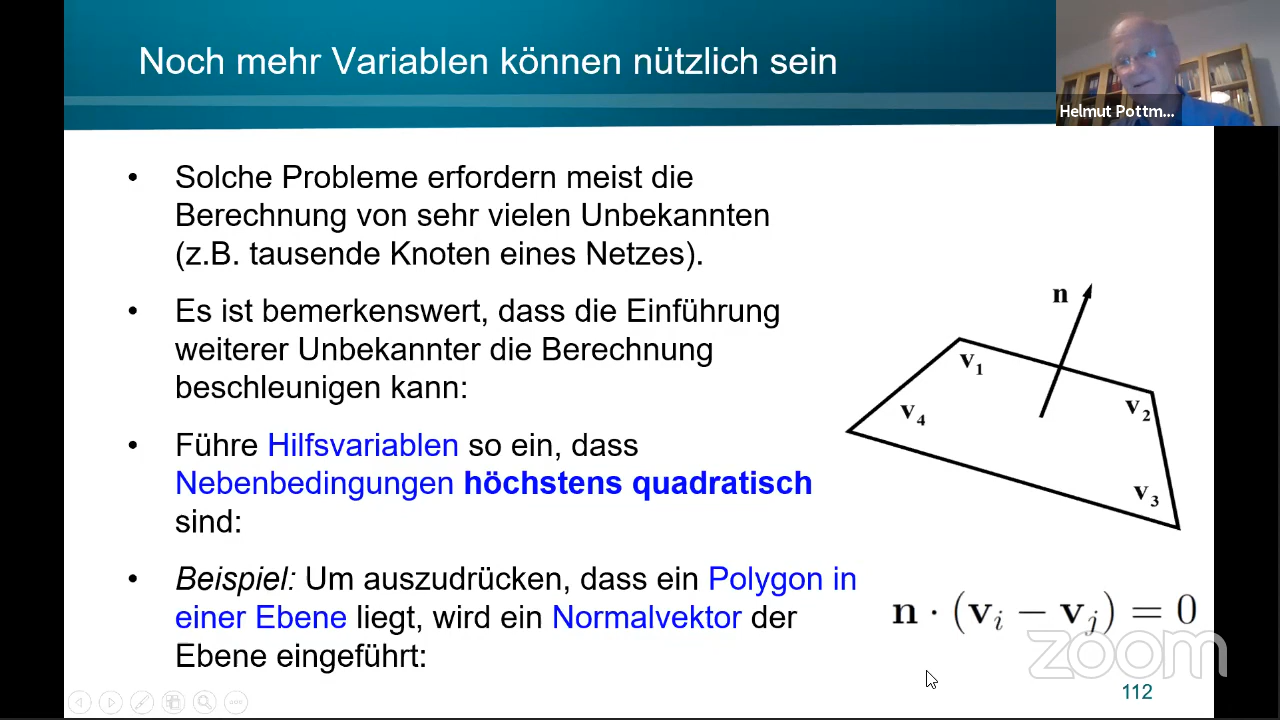 Noch mehr Variablen können nützlich sein
Helmut Pottm...
• Solche Probleme erfordern meist die
Berechnung von sehr vielen Unbekannten
(z.B. tausende Knoten eines Netzes).
• Es ist bemerkenswert, dass die Einführung
weiterer Unbekannter die Berechnung
beschleunigen kann:
• Führe Hilfsvariablen so ein, dass
Nebenbedingungen höchstens quadratisch
sind:
• Beispiel: Um auszudrücken, dass ein Polygon in
einer Ebene liegt, wird ein Normalvektor der
Ebene eingeführt:
n
v₁
v₂
v₄
v₃
n · (vᵢ − vⱼ) = 0
zoom
112